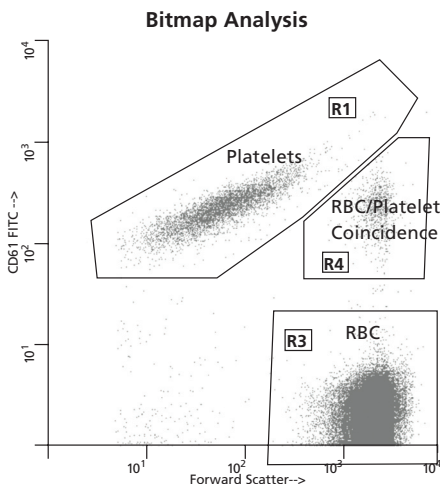 Bitmap Analysis
10^4
R1
10^3
Platelets
RBC/Platelet
Coincidence
CD61 FITC -->
10^2
R4
R3
RBC
10^1
10^1 10^2 10^3 10^4
Forward Scatter-->